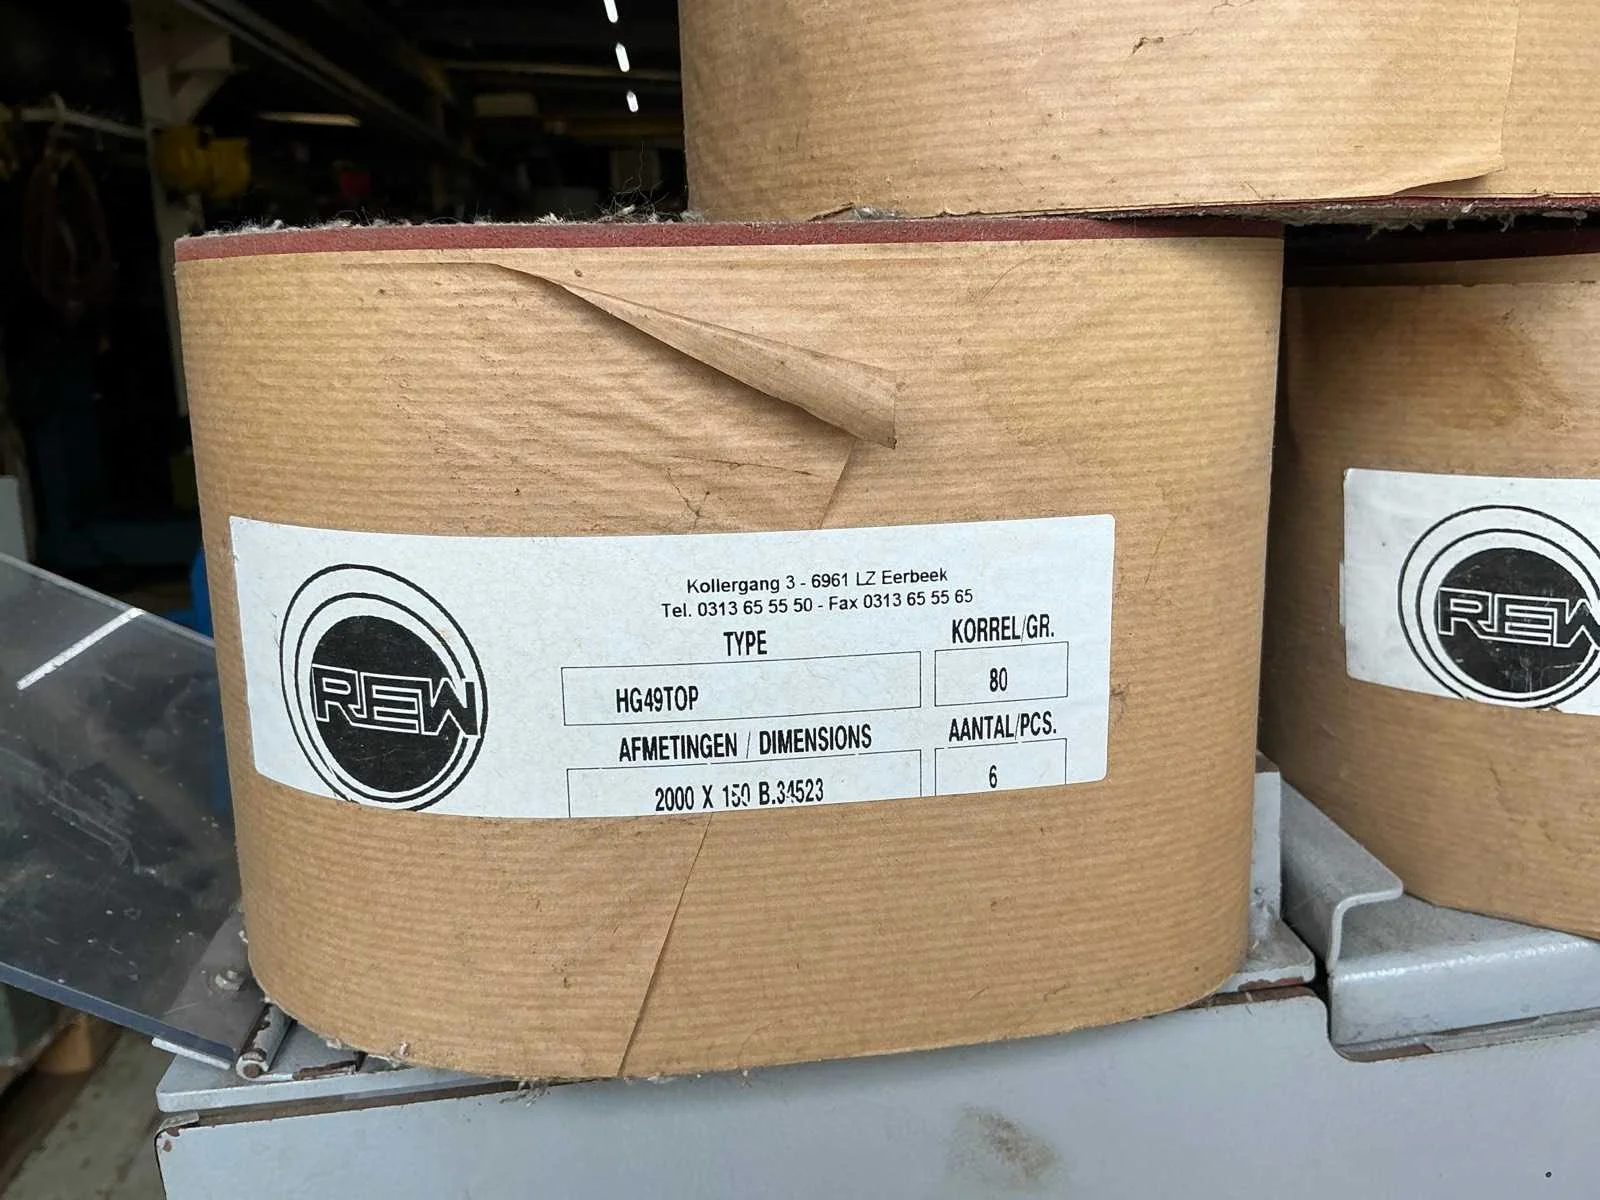 REW
Kollergang 3 - 6961 LZ Eerbeek
Tel. 0313 65 55 50 - Fax 0313 65 55 65
TYPE
KORREL/GR.
HG49TOP
80
AFMETINGEN / DIMENSIONS
AANTAL/PCS.
2000 X 150 B.34523
6
REW